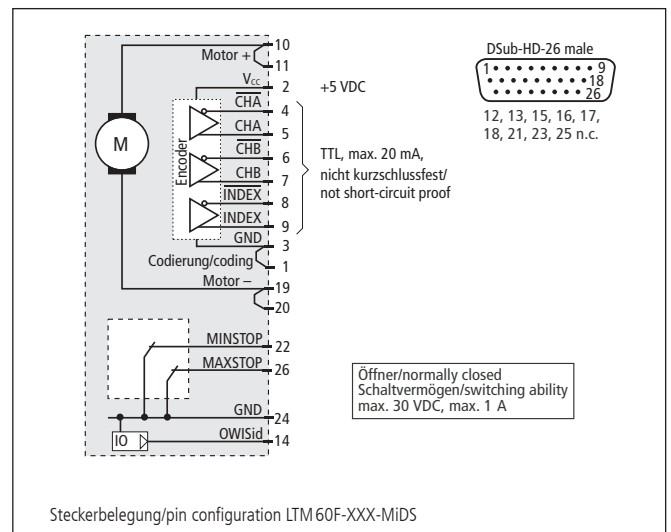 10
Motor +
11
Vcc 2 +5 VDC
CHA 4
CHA 5
CHB 6
CHB 7
INDEX 8
INDEX 9
GND 3
Codierung/coding 1
Motor – 19
20
M
Encoder
TTL, max. 20 mA,
nicht kurzschlussfest/
not short-circuit proof
DSub-HD-26 male
1 9
18
26
12, 13, 15, 16, 17,
18, 21, 23, 25 n.c.
MINSTOP 22
MAXSTOP 26
GND 24
IO OWISid 14
Öffner/normally closed
Schaltvermögen/switching ability
max. 30 VDC, max. 1 A
Steckerbelegung/pin configuration LTM 60F-XXX-MiDS